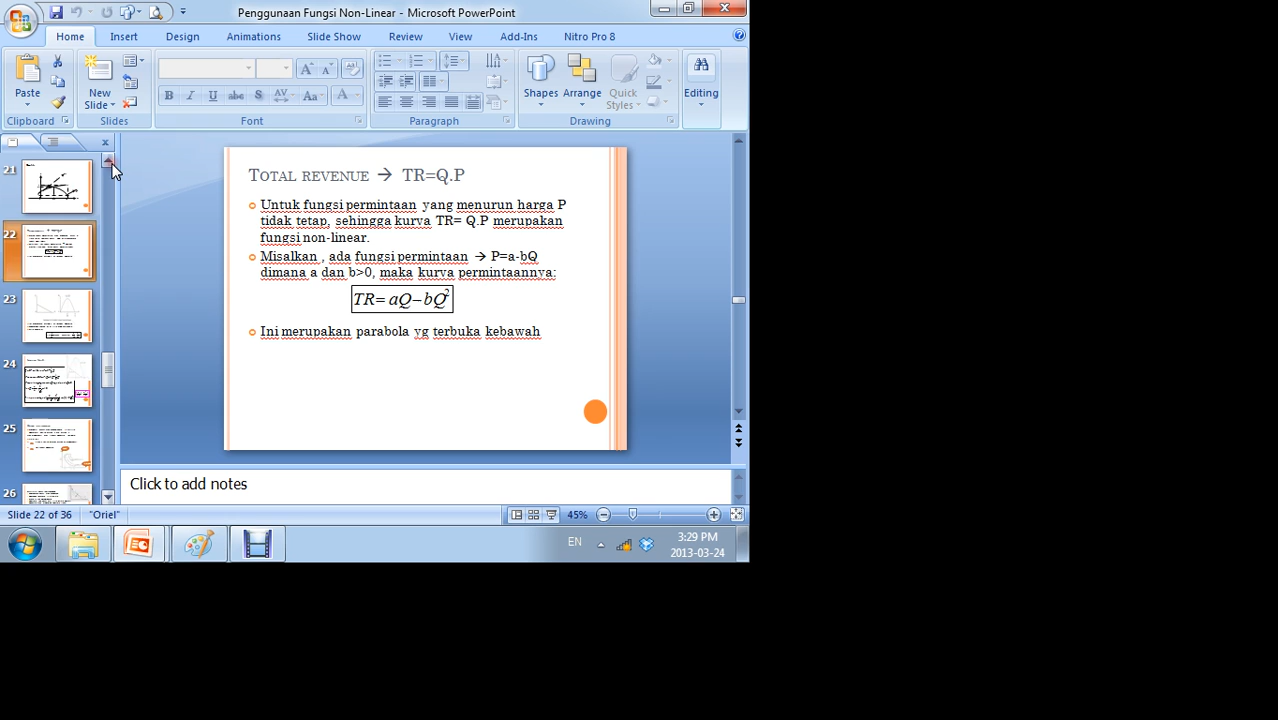 Penggunaan Fungsi Non-Linear - Microsoft PowerPoint
Home Insert Design Animations Slide Show Review View Add-Ins Nitro Pro 8
Paste
New
Slide
Shapes Arrange Quick
Styles
Editing
Clipboard Slides Font Paragraph Drawing
21
22
23
24
25
26
TOTAL REVENUE → TR=Q.P
Untuk fungsi permintaan yang menurun harga P
tidak tetap, sehingga kurva TR= Q.P merupakan
fungsi non-linear.
Misalkan , ada fungsi permintaan → P=a-bQ
dimana a dan b>0, maka kurva permintaannya:
TR= aQ−bQ²
Ini merupakan parabola yg terbuka kebawah
Click to add notes
Slide 22 of 36 "Oriel" 45%
EN
3:29 PM
2013-03-24